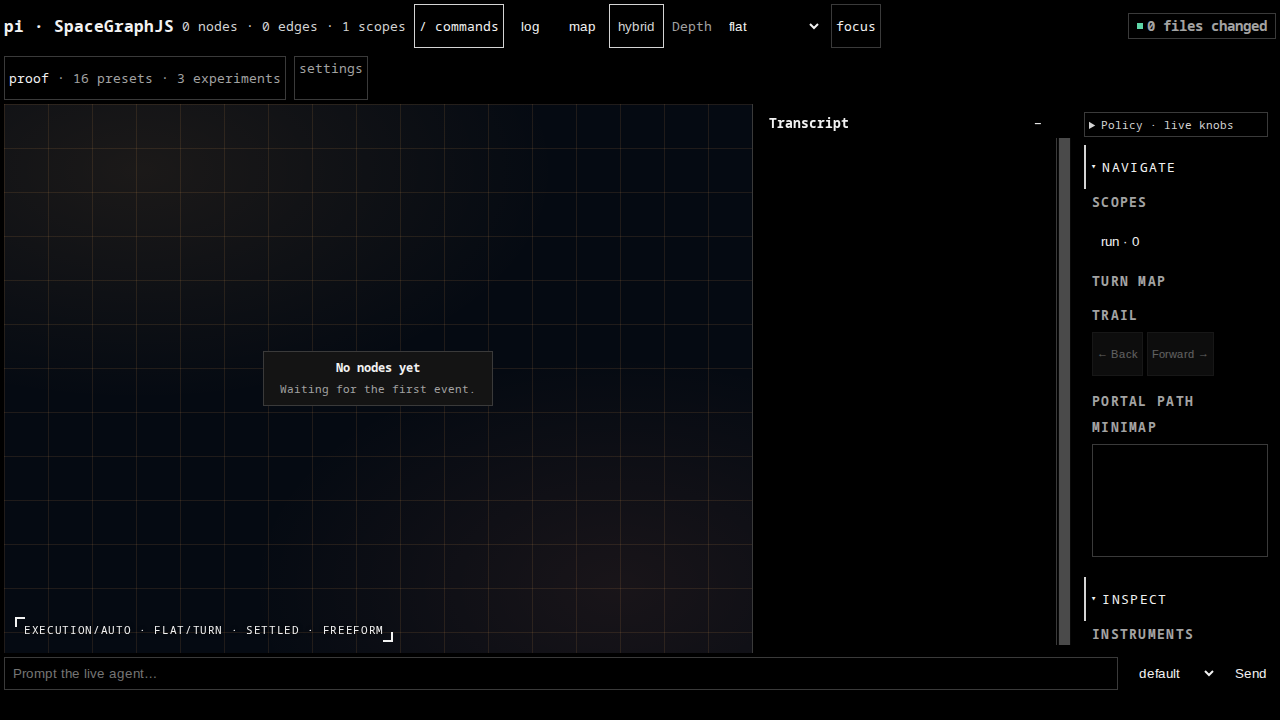 pi · SpaceGraphJS 0 nodes · 0 edges · 1 scopes / commands log map hybrid Depth flat focus 0 files changed
proof · 16 presets · 3 experiments settings
Transcript –
Policy · live knobs
NAVIGATE
SCOPES
run · 0
TURN MAP
TRAIL
← Back Forward →
PORTAL PATH
MINIMAP
INSPECT
INSTRUMENTS
No nodes yet
Waiting for the first event.
EXECUTION/AUTO · FLAT/TURN · SETTLED · FREEFORM
Prompt the live agent… default Send